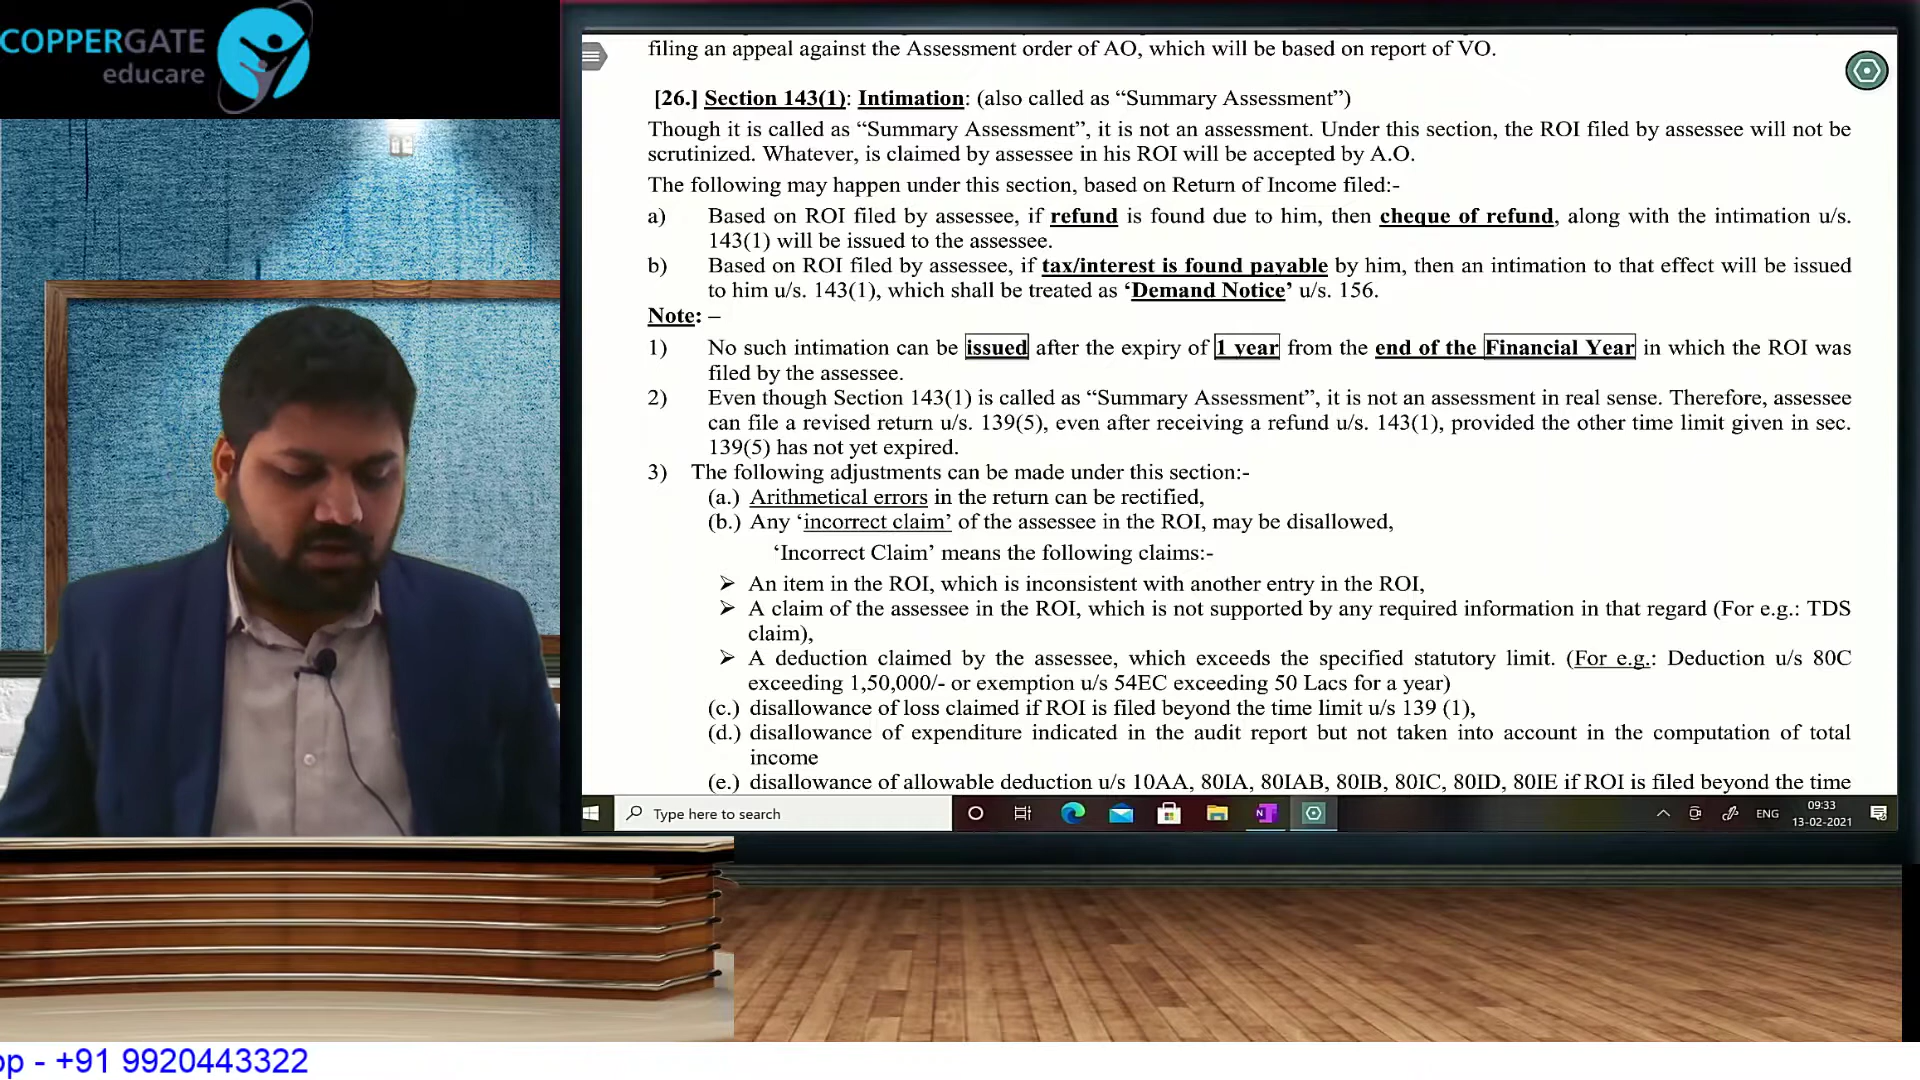 COPPERGATE
educare
filing an appeal against the Assessment order of AO, which will be based on report of VO.
[26.] Section 143(1): Intimation: (also called as “Summary Assessment”)
Though it is called as “Summary Assessment”, it is not an assessment. Under this section, the ROI filed by assessee will not be
scrutinized. Whatever, is claimed by assessee in his ROI will be accepted by A.O.
The following may happen under this section, based on Return of Income filed:-
a) Based on ROI filed by assessee, if refund is found due to him, then cheque of refund, along with the intimation u/s.
143(1) will be issued to the assessee.
b) Based on ROI filed by assessee, if tax/interest is found payable by him, then an intimation to that effect will be issued
to him u/s. 143(1), which shall be treated as ‘Demand Notice’ u/s. 156.
Note: –
1) No such intimation can be issued after the expiry of 1 year from the end of the Financial Year in which the ROI was
filed by the assessee.
2) Even though Section 143(1) is called as “Summary Assessment”, it is not an assessment in real sense. Therefore, assessee
can file a revised return u/s. 139(5), even after receiving a refund u/s. 143(1), provided the other time limit given in sec.
139(5) has not yet expired.
3) The following adjustments can be made under this section:-
(a.) Arithmetical errors in the return can be rectified,
(b.) Any ‘incorrect claim’ of the assessee in the ROI, may be disallowed,
‘Incorrect Claim’ means the following claims:-
➢ An item in the ROI, which is inconsistent with another entry in the ROI,
➢ A claim of the assessee in the ROI, which is not supported by any required information in that regard (For e.g.: TDS
claim),
➢ A deduction claimed by the assessee, which exceeds the specified statutory limit. (For e.g.: Deduction u/s 80C
exceeding 1,50,000/- or exemption u/s 54EC exceeding 50 Lacs for a year)
(c.) disallowance of loss claimed if ROI is filed beyond the time limit u/s 139 (1),
(d.) disallowance of expenditure indicated in the audit report but not taken into account in the computation of total
income
(e.) disallowance of allowable deduction u/s 10AA, 80IA, 80IAB, 80IB, 80IC, 80ID, 80IE if ROI is filed beyond the time
Type here to search
ENG
09:33
13-02-2021
pp - +91 9920443322